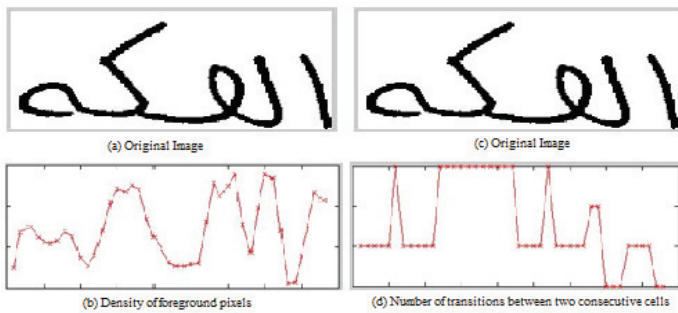 (a) Original Image
(c) Original Image
(b) Density of foreground pixels
(d) Number of transitions between two consecutive cells